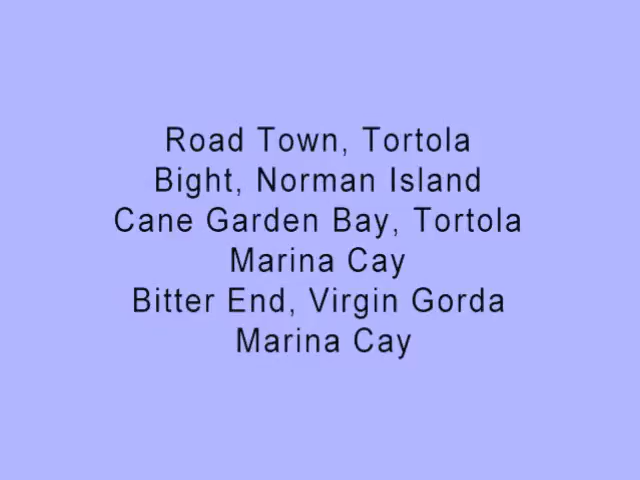 Road Town, Tortola
Bight, Norman Island
Cane Garden Bay, Tortola
Marina Cay
Bitter End, Virgin Gorda
Marina Cay